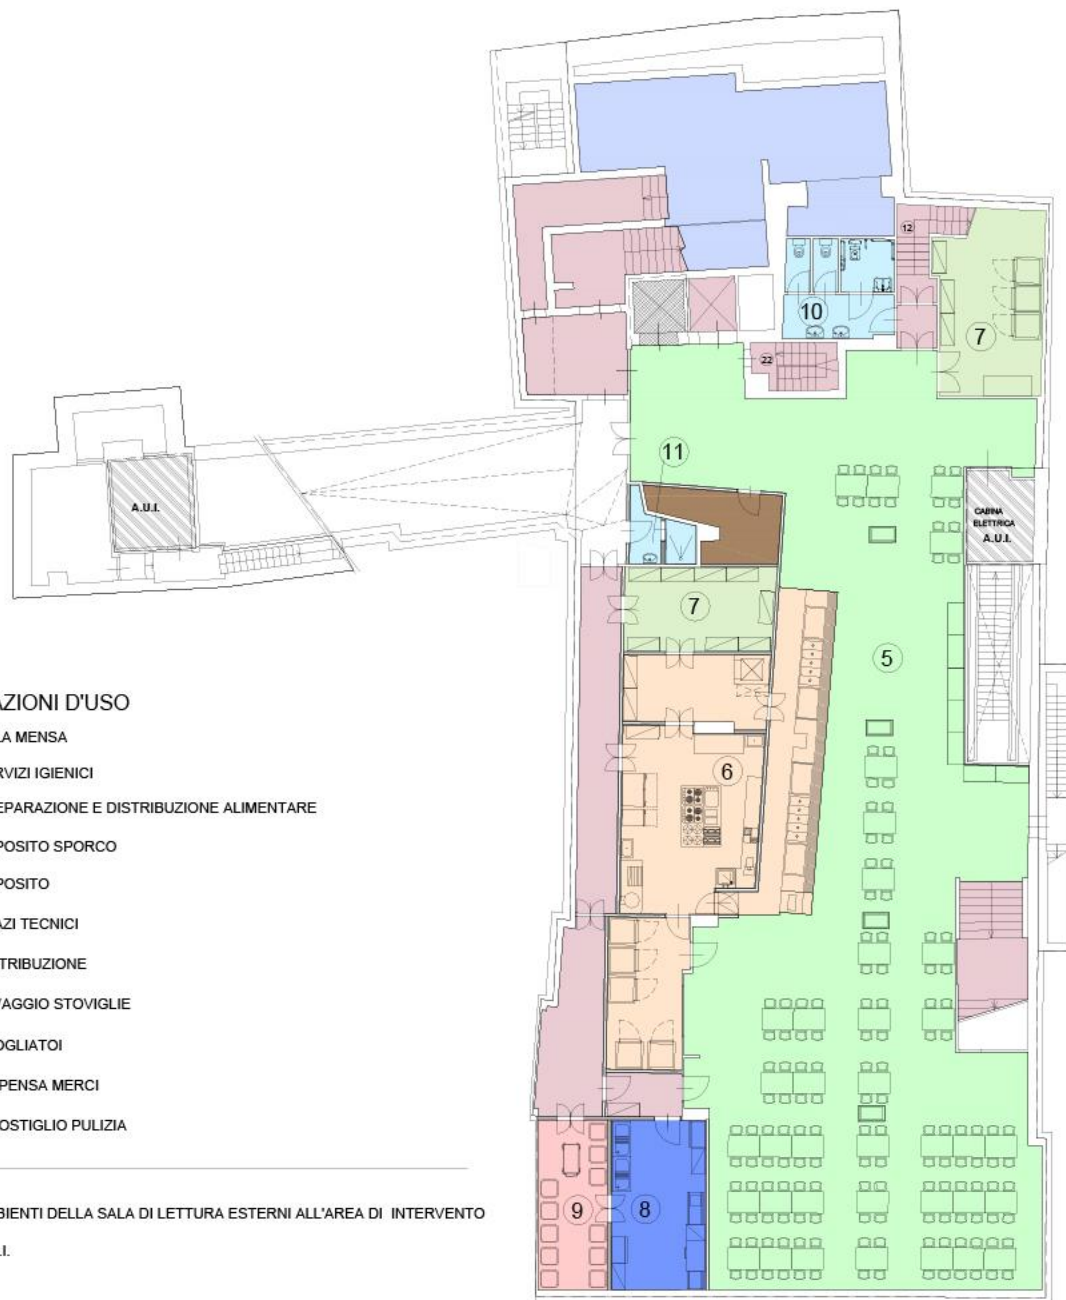 12
10
7
22
11
A.U.I.
CABINA
ELETTRICA
A.U.I.
7
5
6
AZIONI D'USO
LA MENSA
RVIZI IGIENICI
EPARAZIONE E DISTRIBUZIONE ALIMENTARE
POSITO SPORCO
POSITO
AZI TECNICI
TRIBUZIONE
VAGGIO STOVIGLIE
OGLIATOI
PENSA MERCI
OSTIGLIO PULIZIA
BIENTI DELLA SALA DI LETTURA ESTERNI ALL'AREA DI INTERVENTO
.I.
9
8